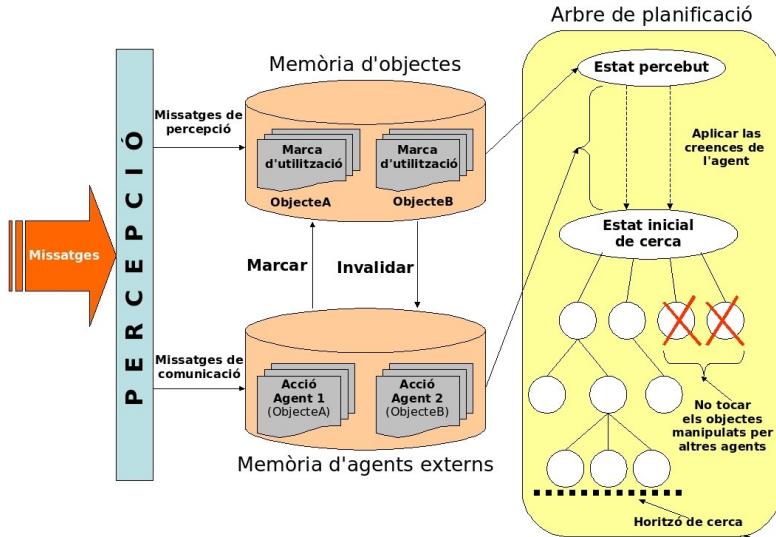 Arbre de planificació
Memòria d'objectes
Estat percebut
Missatges de
percepció
Marca
d'utilització
Marca
d'utilització
ObjecteA
ObjecteB
Aplicar las
creences de
l'agent
PERCEPCIÓ
Missatges
Estat inicial
de cerca
Marcar
Invalidar
Missatges de
comunicació
Acció
Agent 1
(ObjecteA)
Acció
Agent 2
(ObjecteB)
No tocar
els objectes
manipulats per
altres agents
Memòria d'agents externs
Horitzó de cerca